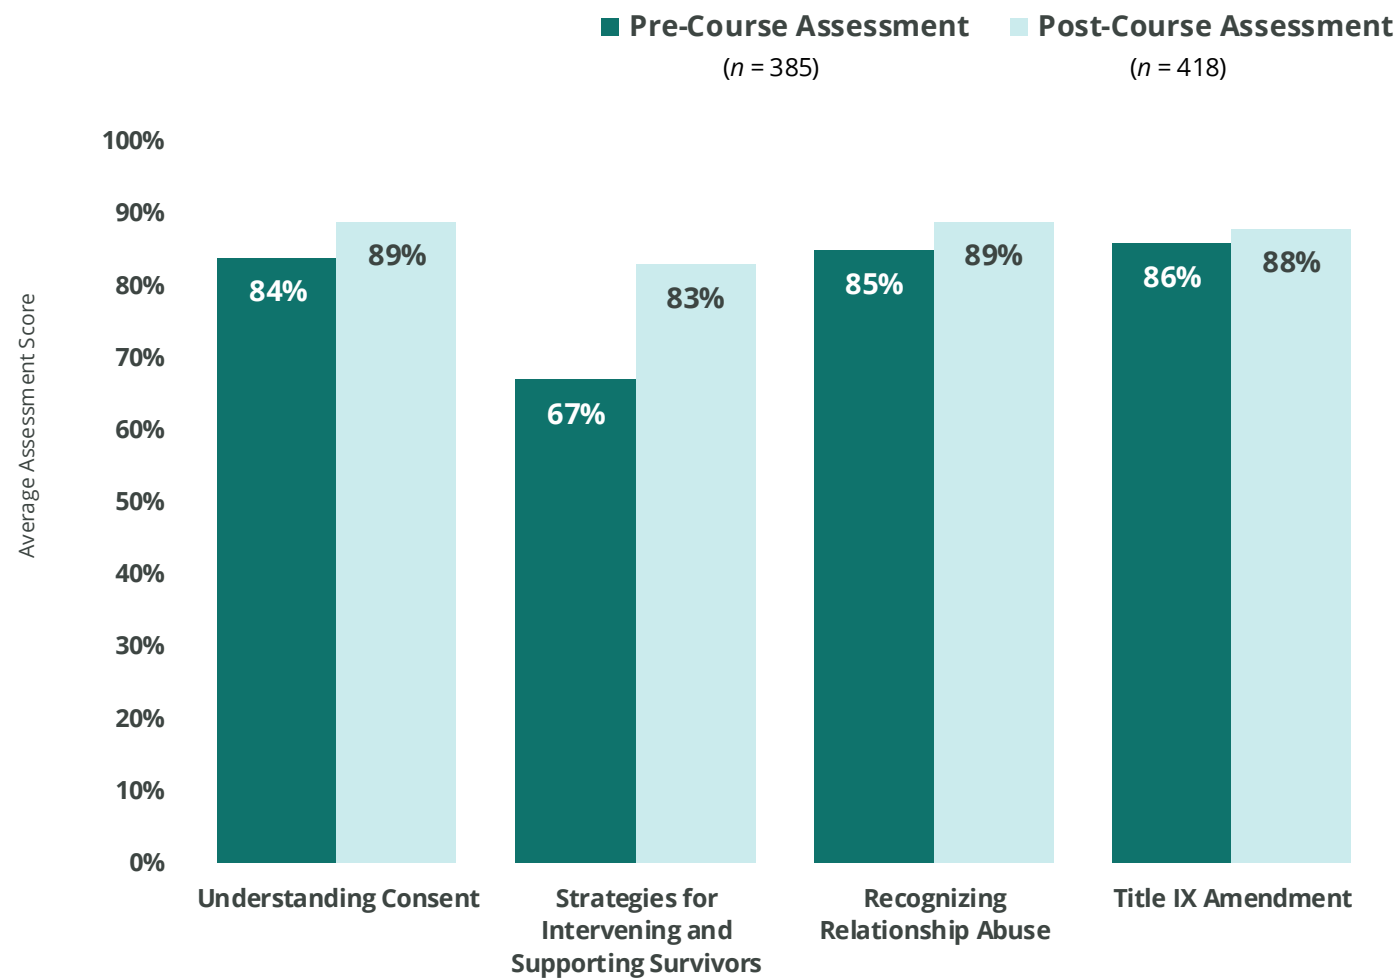 Pre-Course Assessment
Post-Course Assessment
(n = 385)
(n = 418)
Average Assessment Score
100%
90%
80%
70%
60%
50%
40%
30%
20%
10%
0%
84%
89%
67%
83%
85%
89%
86%
88%
Understanding Consent
Strategies for
Intervening and
Supporting Survivors
Recognizing
Relationship Abuse
Title IX Amendment